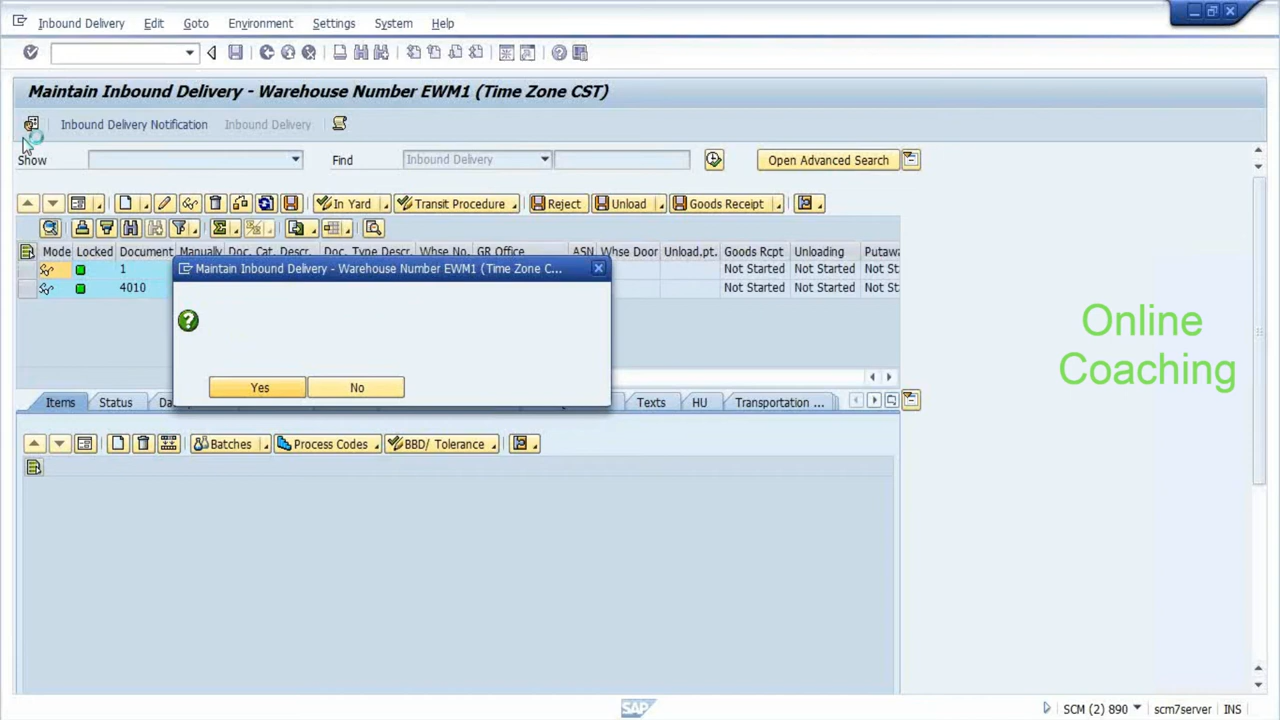 Inbound Delivery Edit Goto Environment Settings System Help
Maintain Inbound Delivery - Warehouse Number EWM1 (Time Zone CST)
Inbound Delivery Notification Inbound Delivery
Show Find Inbound Delivery Open Advanced Search
In Yard Transit Procedure Reject Unload Goods Receipt
Mode Locked Document Manually Doc. Cat. Descr. Doc. Type Descr. Whse No. GR Office ASN Whse Door Unload.pt. Goods Rcpt Unloading Putawa
1 Not Started Not Started Not St
4010 Not Started Not Started Not St
Maintain Inbound Delivery - Warehouse Number EWM1 (Time Zone C...
Yes No
Online
Coaching
Items Status Da Texts HU Transportation ...
Batches Process Codes BBD/ Tolerance
SAP SCM (2) 890 scm7server INS